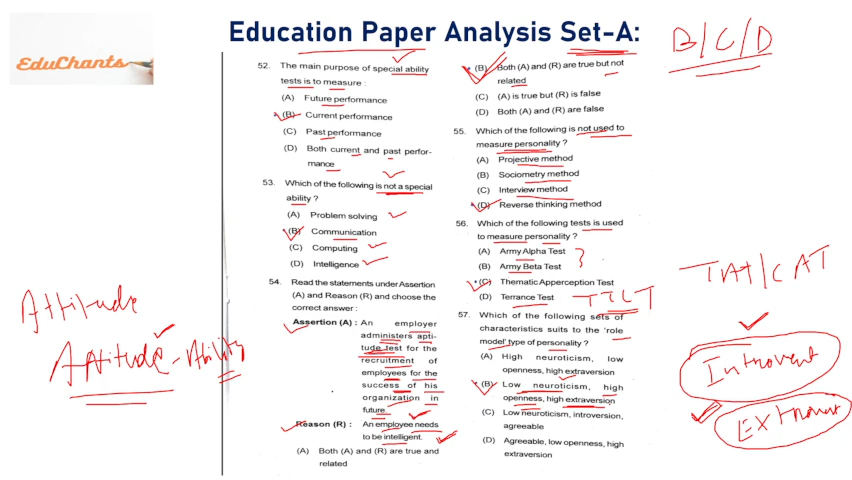 Education Paper Analysis Set-A:
B/C/D
EduChants
52. The main purpose of special ability
tests is to measure :
(A) Future performance
(B) Current performance
(C) Past performance
(D) Both current and past perfor-
mance
53. Which of the following is not a special
ability ?
(A) Problem solving
(B) Communication
(C) Computing
(D) Intelligence
54. Read the statements under Assertion
(A) and Reason (R) and choose the
correct answer :
Assertion (A) : An employer
administers apti-
tude test for the
recruitment of
employees for the
success of his
organization in
future.
Reason (R) : An employee needs
to be intelligent.
(A) Both (A) and (R) are true and
related
(B) Both (A) and (R) are true but not
related
(C) (A) is true but (R) is false
(D) Both (A) and (R) are false
55. Which of the following is not used to
measure personality ?
(A) Projective method
(B) Sociometry method
(C) Interview method
(D) Reverse thinking method
56. Which of the following tests is used
to measure personality ?
(A) Army Alpha Test
(B) Army Beta Test
(C) Thematic Apperception Test
(D) Terrance Test
57. Which of the following sets of
characteristics suits to the 'role
model' type of personality ?
(A) High neuroticism, low
openness, high extraversion
(B) Low neuroticism, high
openness, high extraversion
(C) Low neuroticism, introversion,
agreeable
(D) Agreeable, low openness, high
extraversion
Attitude
Aptitude - Ability
TAT/CAT
TTCT
Introvert
Extrovert